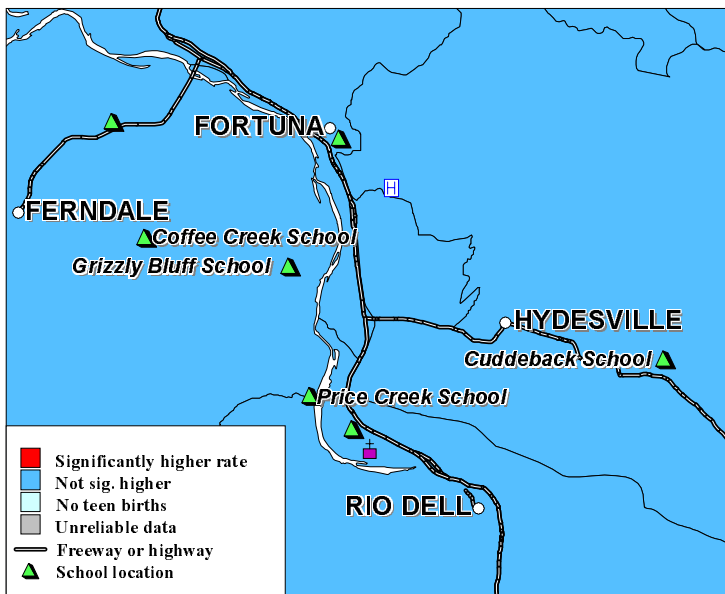 FORTUNA
H
FERNDALE
Coffee Creek School
Grizzly Bluff School
HYDESVILLE
Cuddeback School
Price Creek School
RIO DELL
Significantly higher rate
Not sig. higher
No teen births
Unreliable data
Freeway or highway
School location